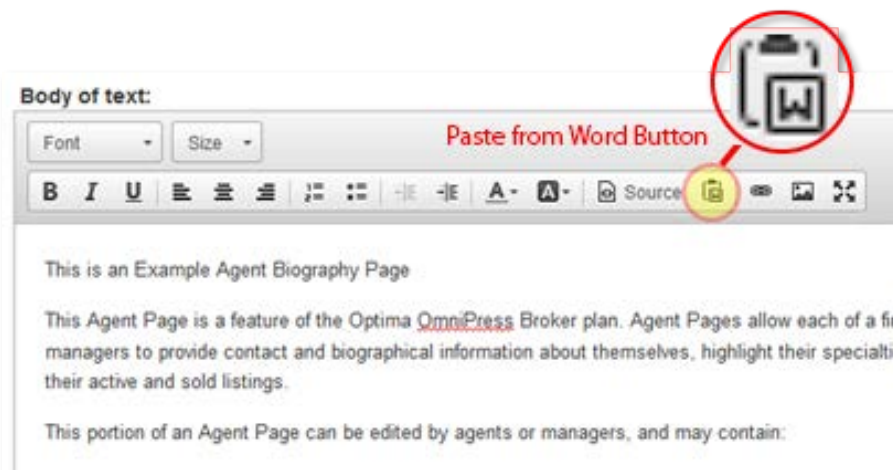 Body of text:
Font Size Paste from Word Button
B I U A A Source
W
This is an Example Agent Biography Page
This Agent Page is a feature of the Optima OmniPress Broker plan. Agent Pages allow each of a
managers to provide contact and biographical information about themselves, highlight their
their active and sold listings.
This portion of an Agent Page can be edited by agents or managers, and may contain: